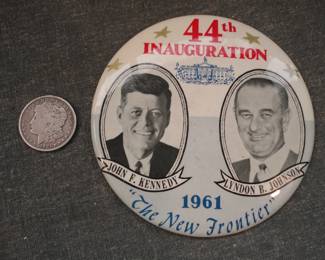 44th
INAUGURATION
JOHN F. KENNEDY
LYNDON B. JOHNSON
1961
"The New Frontier"